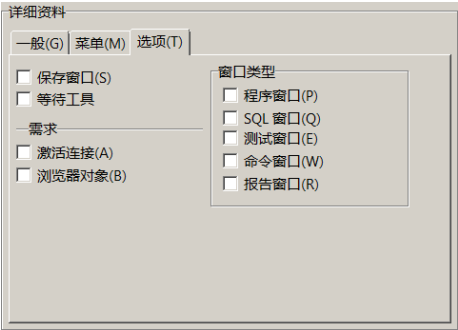 详细资料
一般(G) 菜单(M) 选项(T)
保存窗口(S)
等待工具
需求
激活连接(A)
浏览器对象(B)
窗口类型
程序窗口(P)
SQL 窗口(Q)
测试窗口(E)
命令窗口(W)
报告窗口(R)